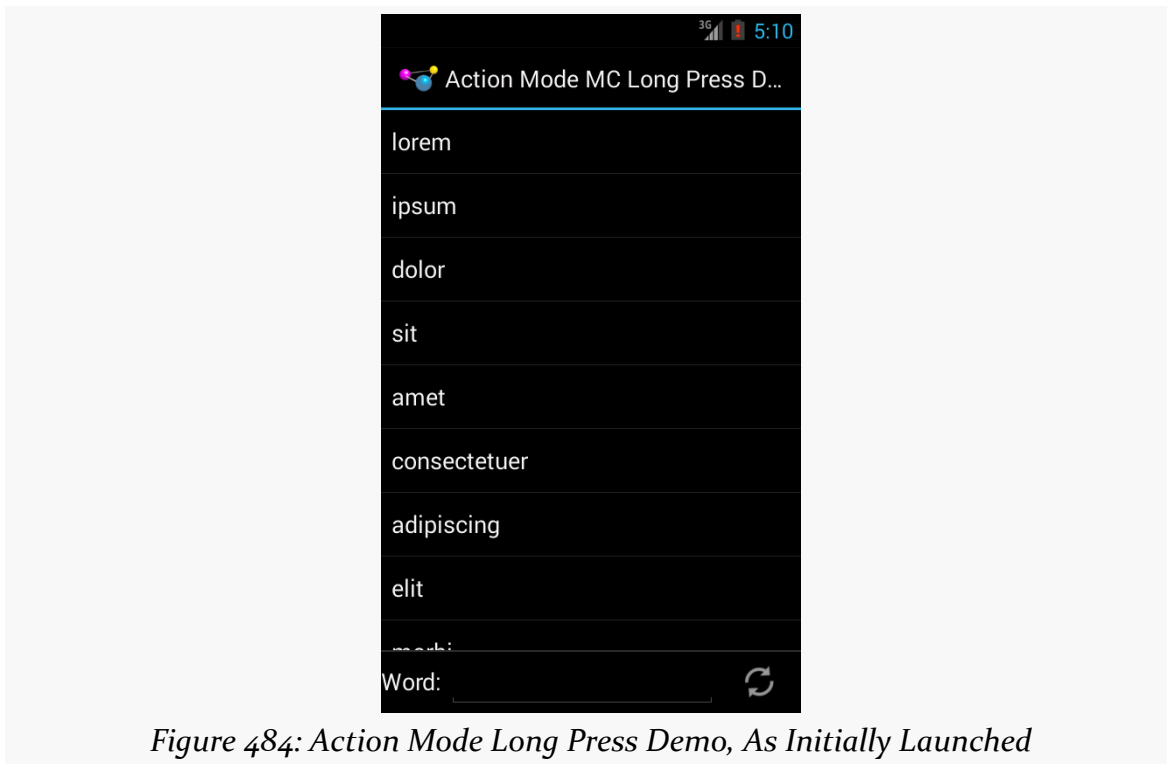 3G 5:10
Action Mode MC Long Press D...
lorem
ipsum
dolor
sit
amet
consectetuer
adipiscing
elit
morbi
Word:
Figure 484: Action Mode Long Press Demo, As Initially Launched